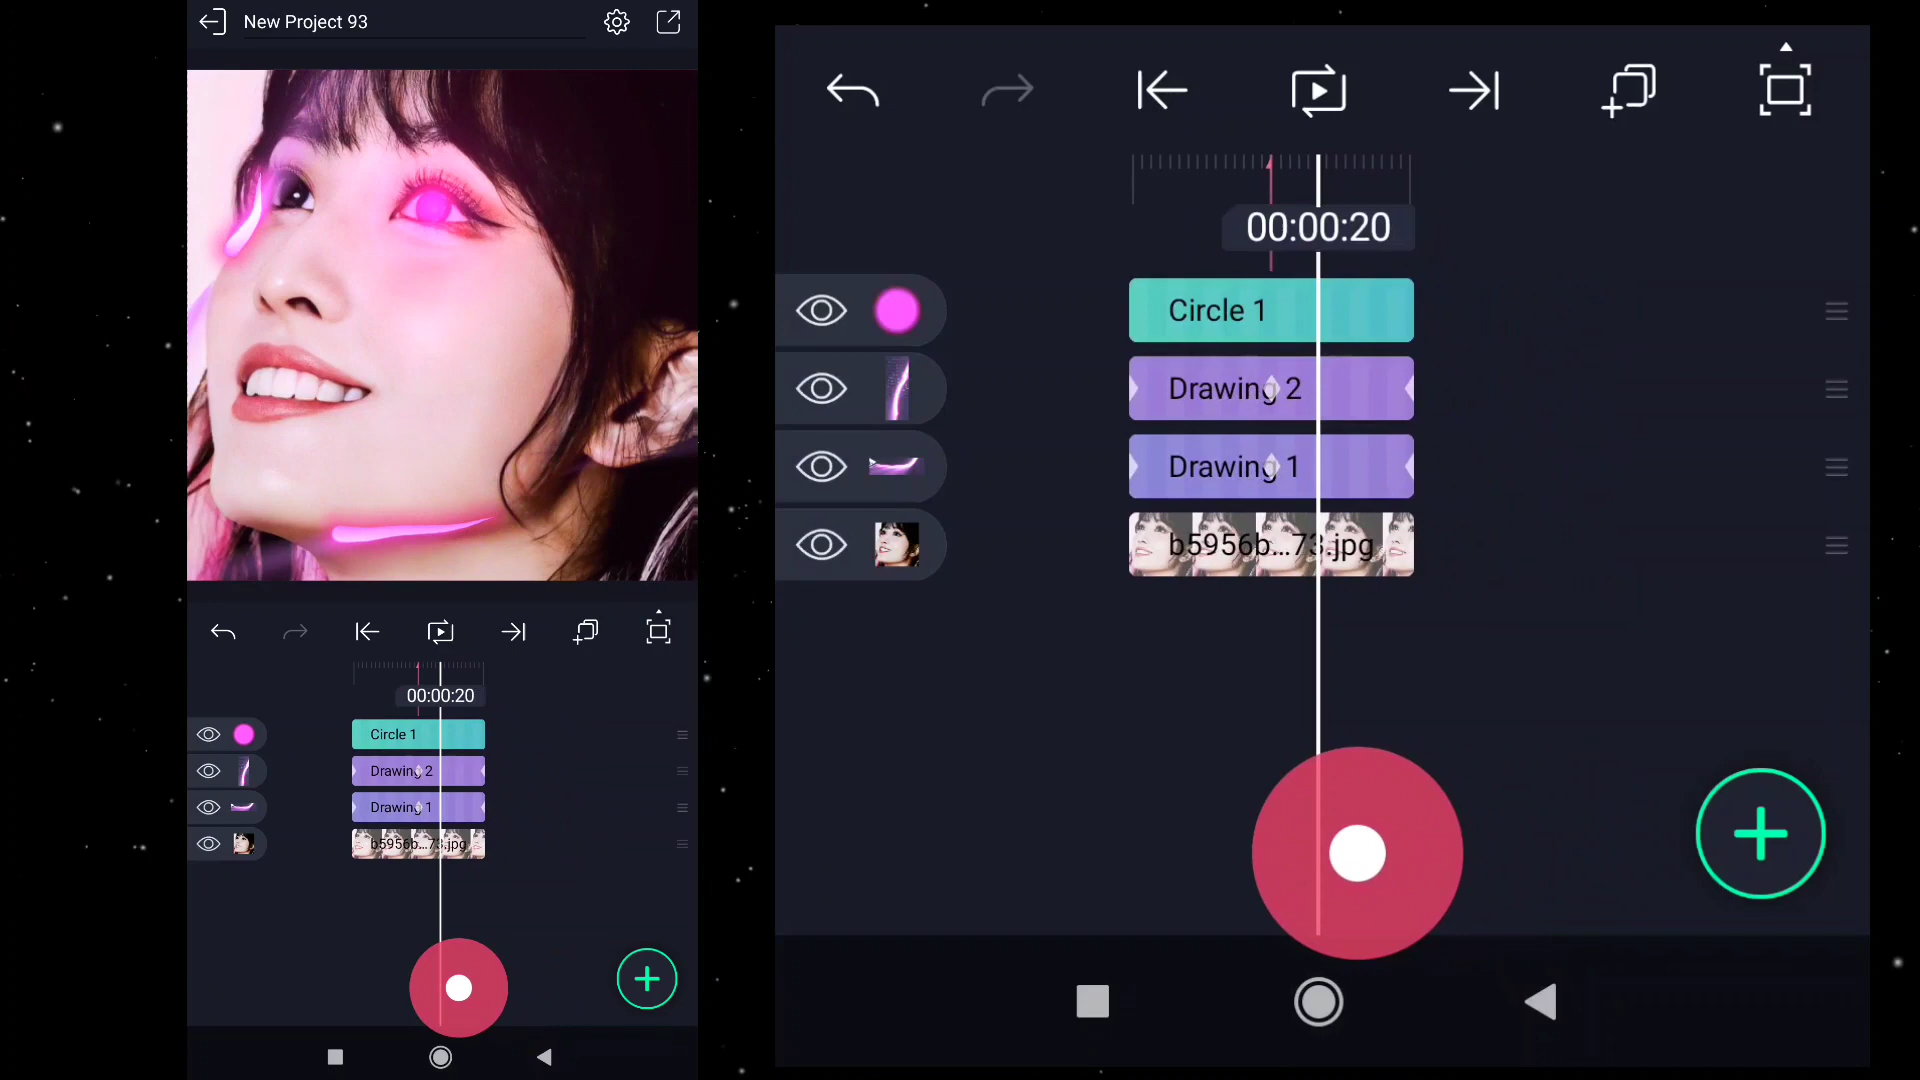 New Project 93
00:00:20
Circle 1
Drawing 2
Drawing 1
b5956b...73.jpg
00:00:20
Circle 1
Drawing 2
Drawing 1
b5956b...73.jpg